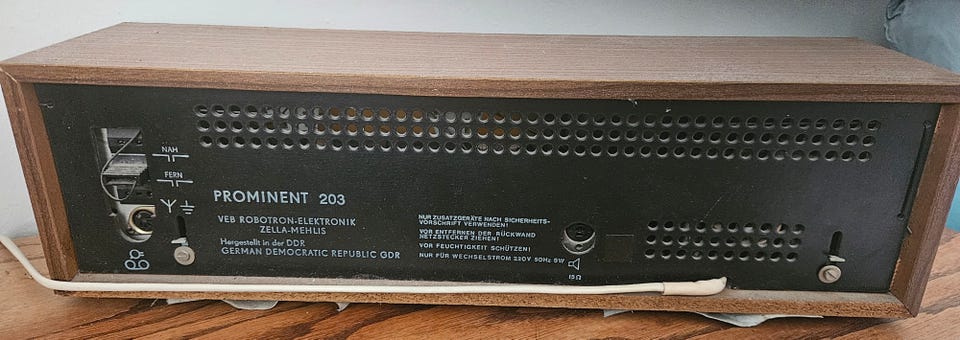 NAH
FERN
PROMINENT 203
VEB ROBOTRON-ELEKTRONIK
ZELLA-MEHLIS
Hergestellt in der DDR
GERMAN DEMOCRATIC REPUBLIC GDR
NUR ZUSATZGERÄTE NACH SICHERHEITS-
VORSCHRIFT VERWENDEN!
VOR ENTFERNEN DER RÜCKWAND
NETZSTECKER ZIEHEN!
VOR FEUCHTIGKEIT SCHÜTZEN!
NUR FÜR WECHSELSTROM 220V 50Hz 9W
15 Ω